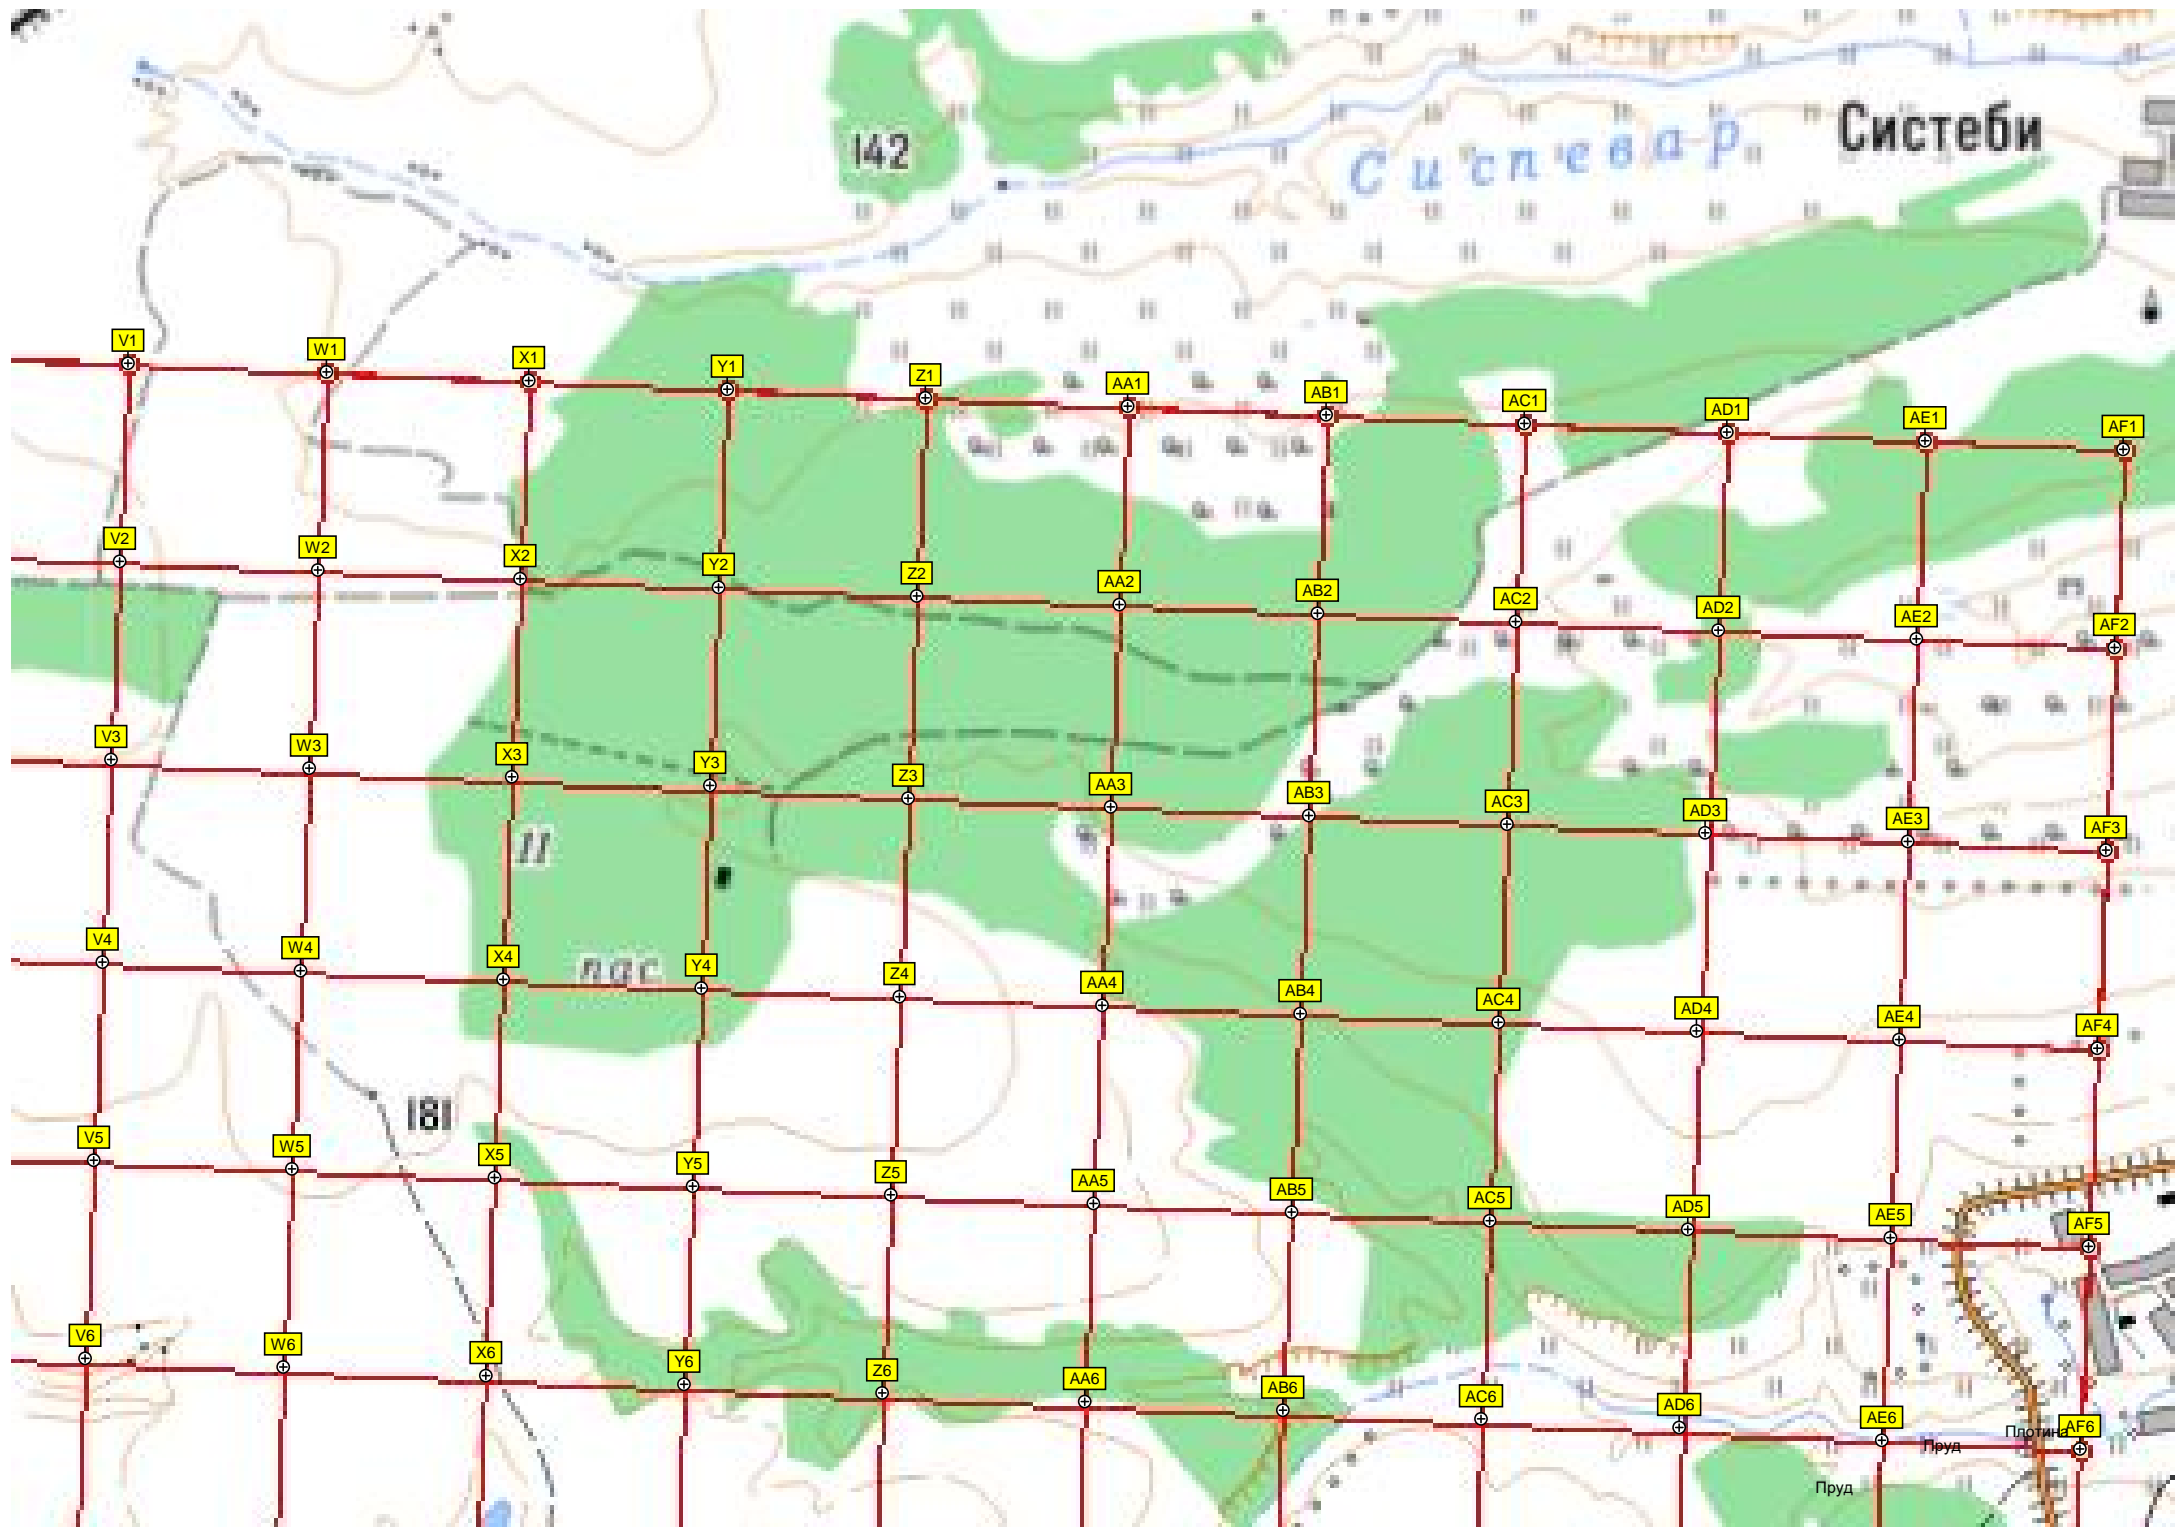 Систеби
142
Сиспевар
V1 W1 X1 Y1 Z1 AA1 AB1 AC1 AD1 AE1 AF1
V2 W2 X2 Y2 Z2 AA2 AB2 AC2 AD2 AE2 AF2
V3 W3 X3 Y3 Z3 AA3 AB3 AC3 AD3 AE3 AF3
II
V4 W4 X4 Y4 Z4 AA4 AB4 AC4 AD4 AE4 AF4
пас
181
V5 W5 X5 Y5 Z5 AA5 AB5 AC5 AD5 AE5 AF5
V6 W6 X6 Y6 Z6 AA6 AB6 AC6 AD6 AE6 AF6
Плотина
Пруд
Пруд